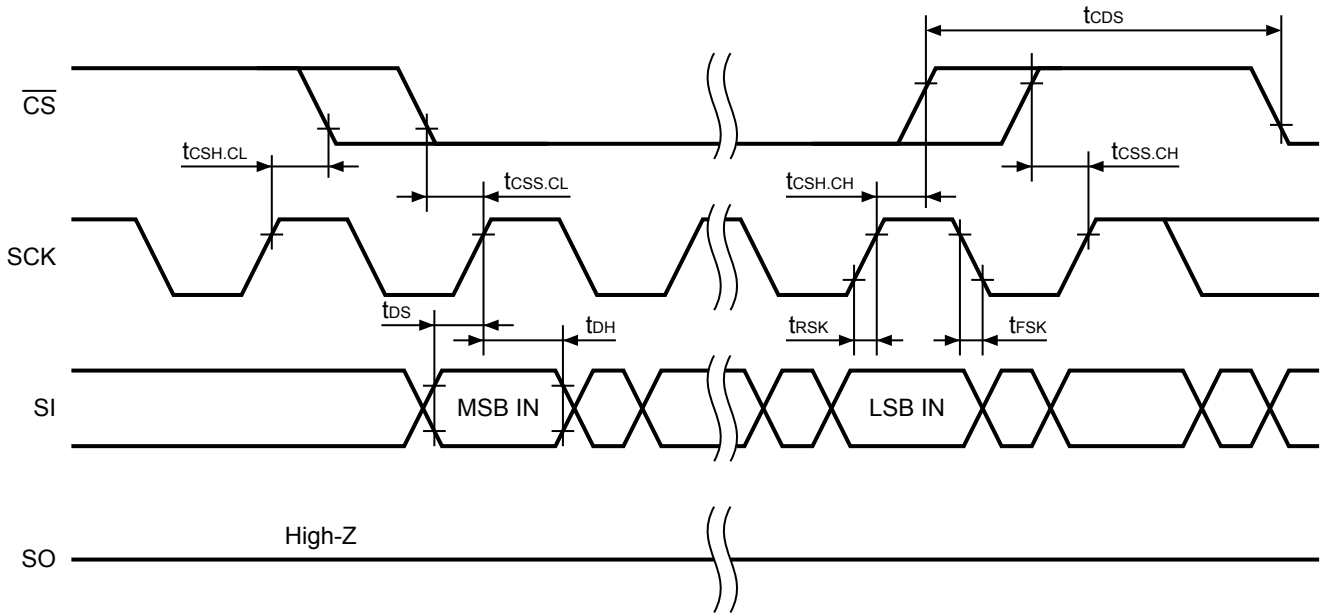 tCDS
CS
tCSH.CL
tCSS.CL
tCSH.CH
tCSS.CH
SCK
tDS
tDH
tRSK
tFSK
SI
MSB IN
LSB IN
High-Z
SO